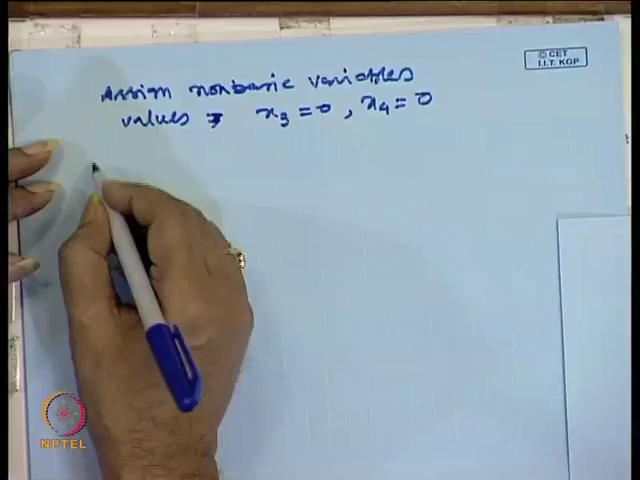 © CET
I.I.T. KGP
Assign nonbasic variables
values → x₃ = 0, x₄ = 0
NPTEL